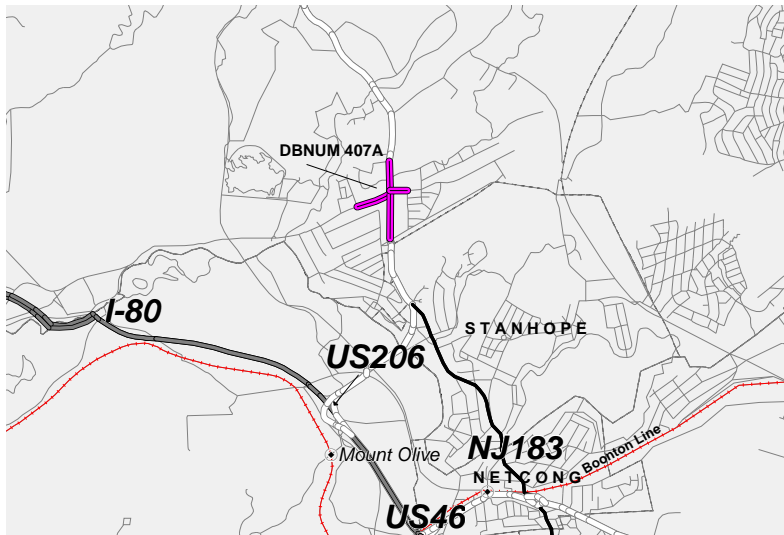 DBNUM 407A
I-80
STANHOPE
US206
NJ183
Boonton Line
Mount Olive
NETCONG
US46